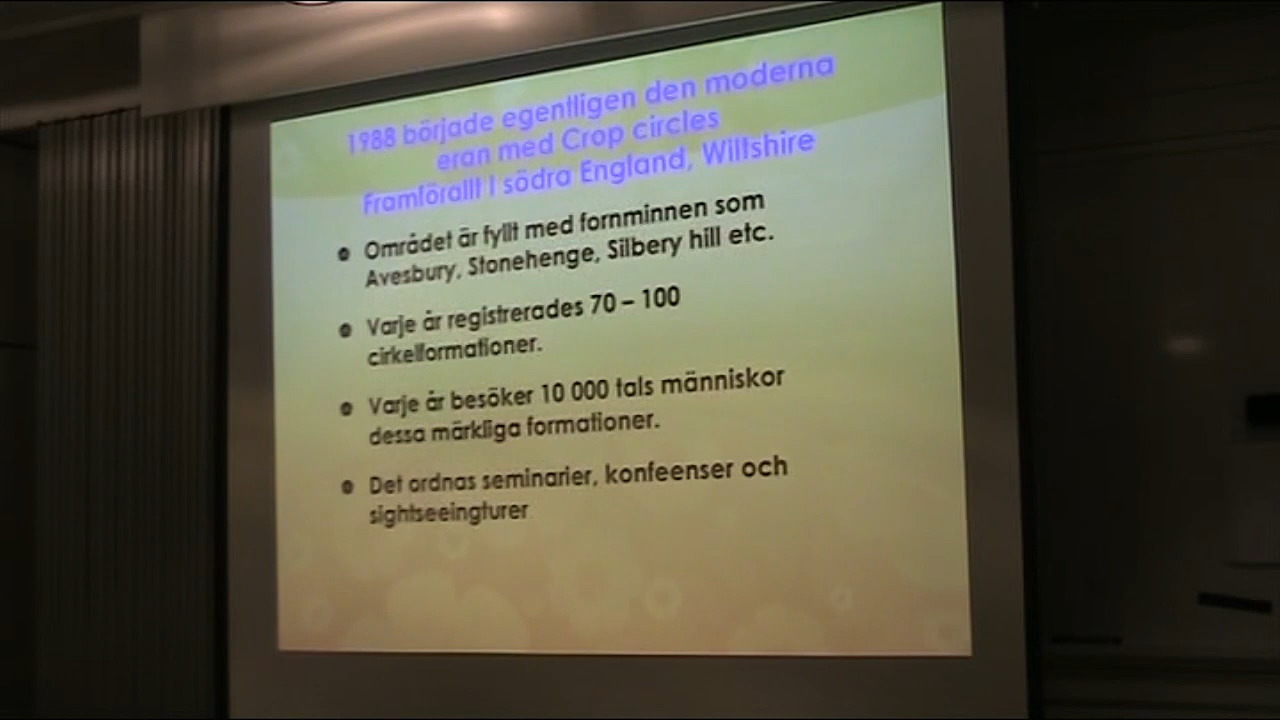 1988 började egentligen den moderna
eran med Crop circles
Framförallt I södra England, Wiltshire
Området är fyllt med fornminnen som
Avesbury, Stonehenge, Silbery hill etc.
Varje år registrerades 70 – 100
cirkelformationer.
Varje år besöker 10 000 tals människor
dessa märkliga formationer.
Det ordnas seminarier, konfeenser och
sightseeingturer